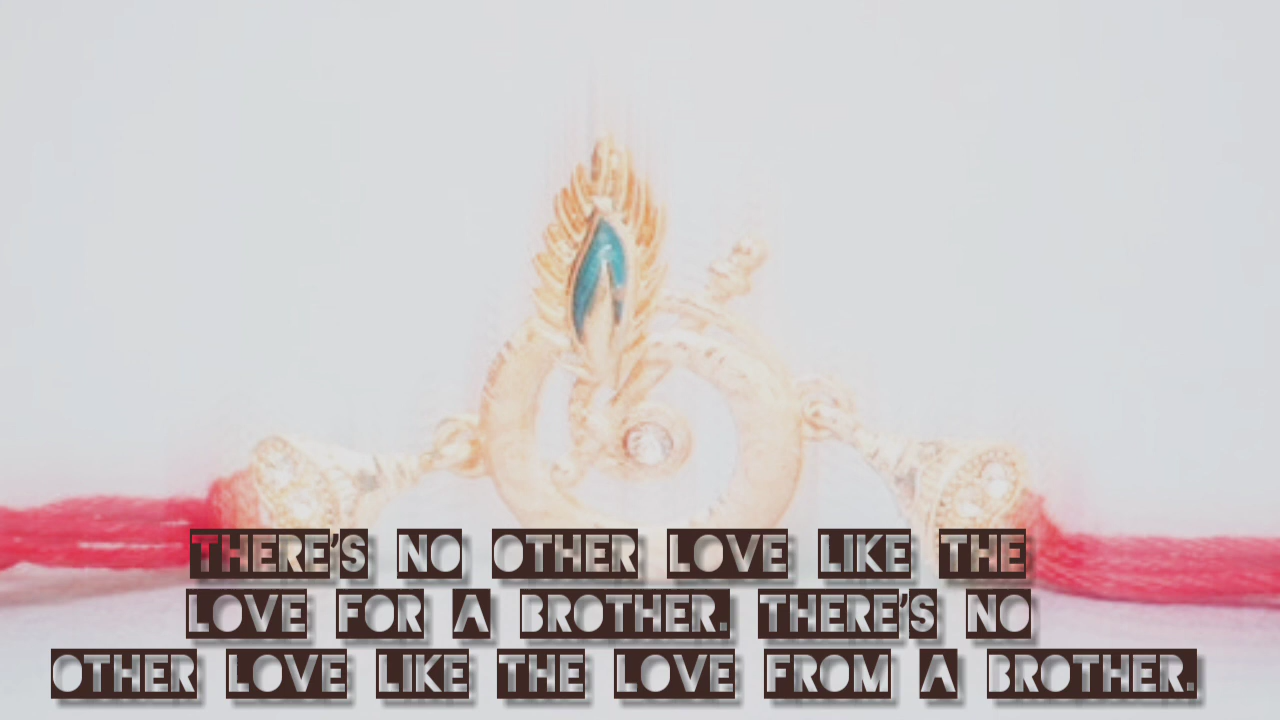 THERE'S NO OTHER LOVE LIKE THE
LOVE FOR A BROTHER. THERE'S NO
OTHER LOVE LIKE THE LOVE FROM A BROTHER.